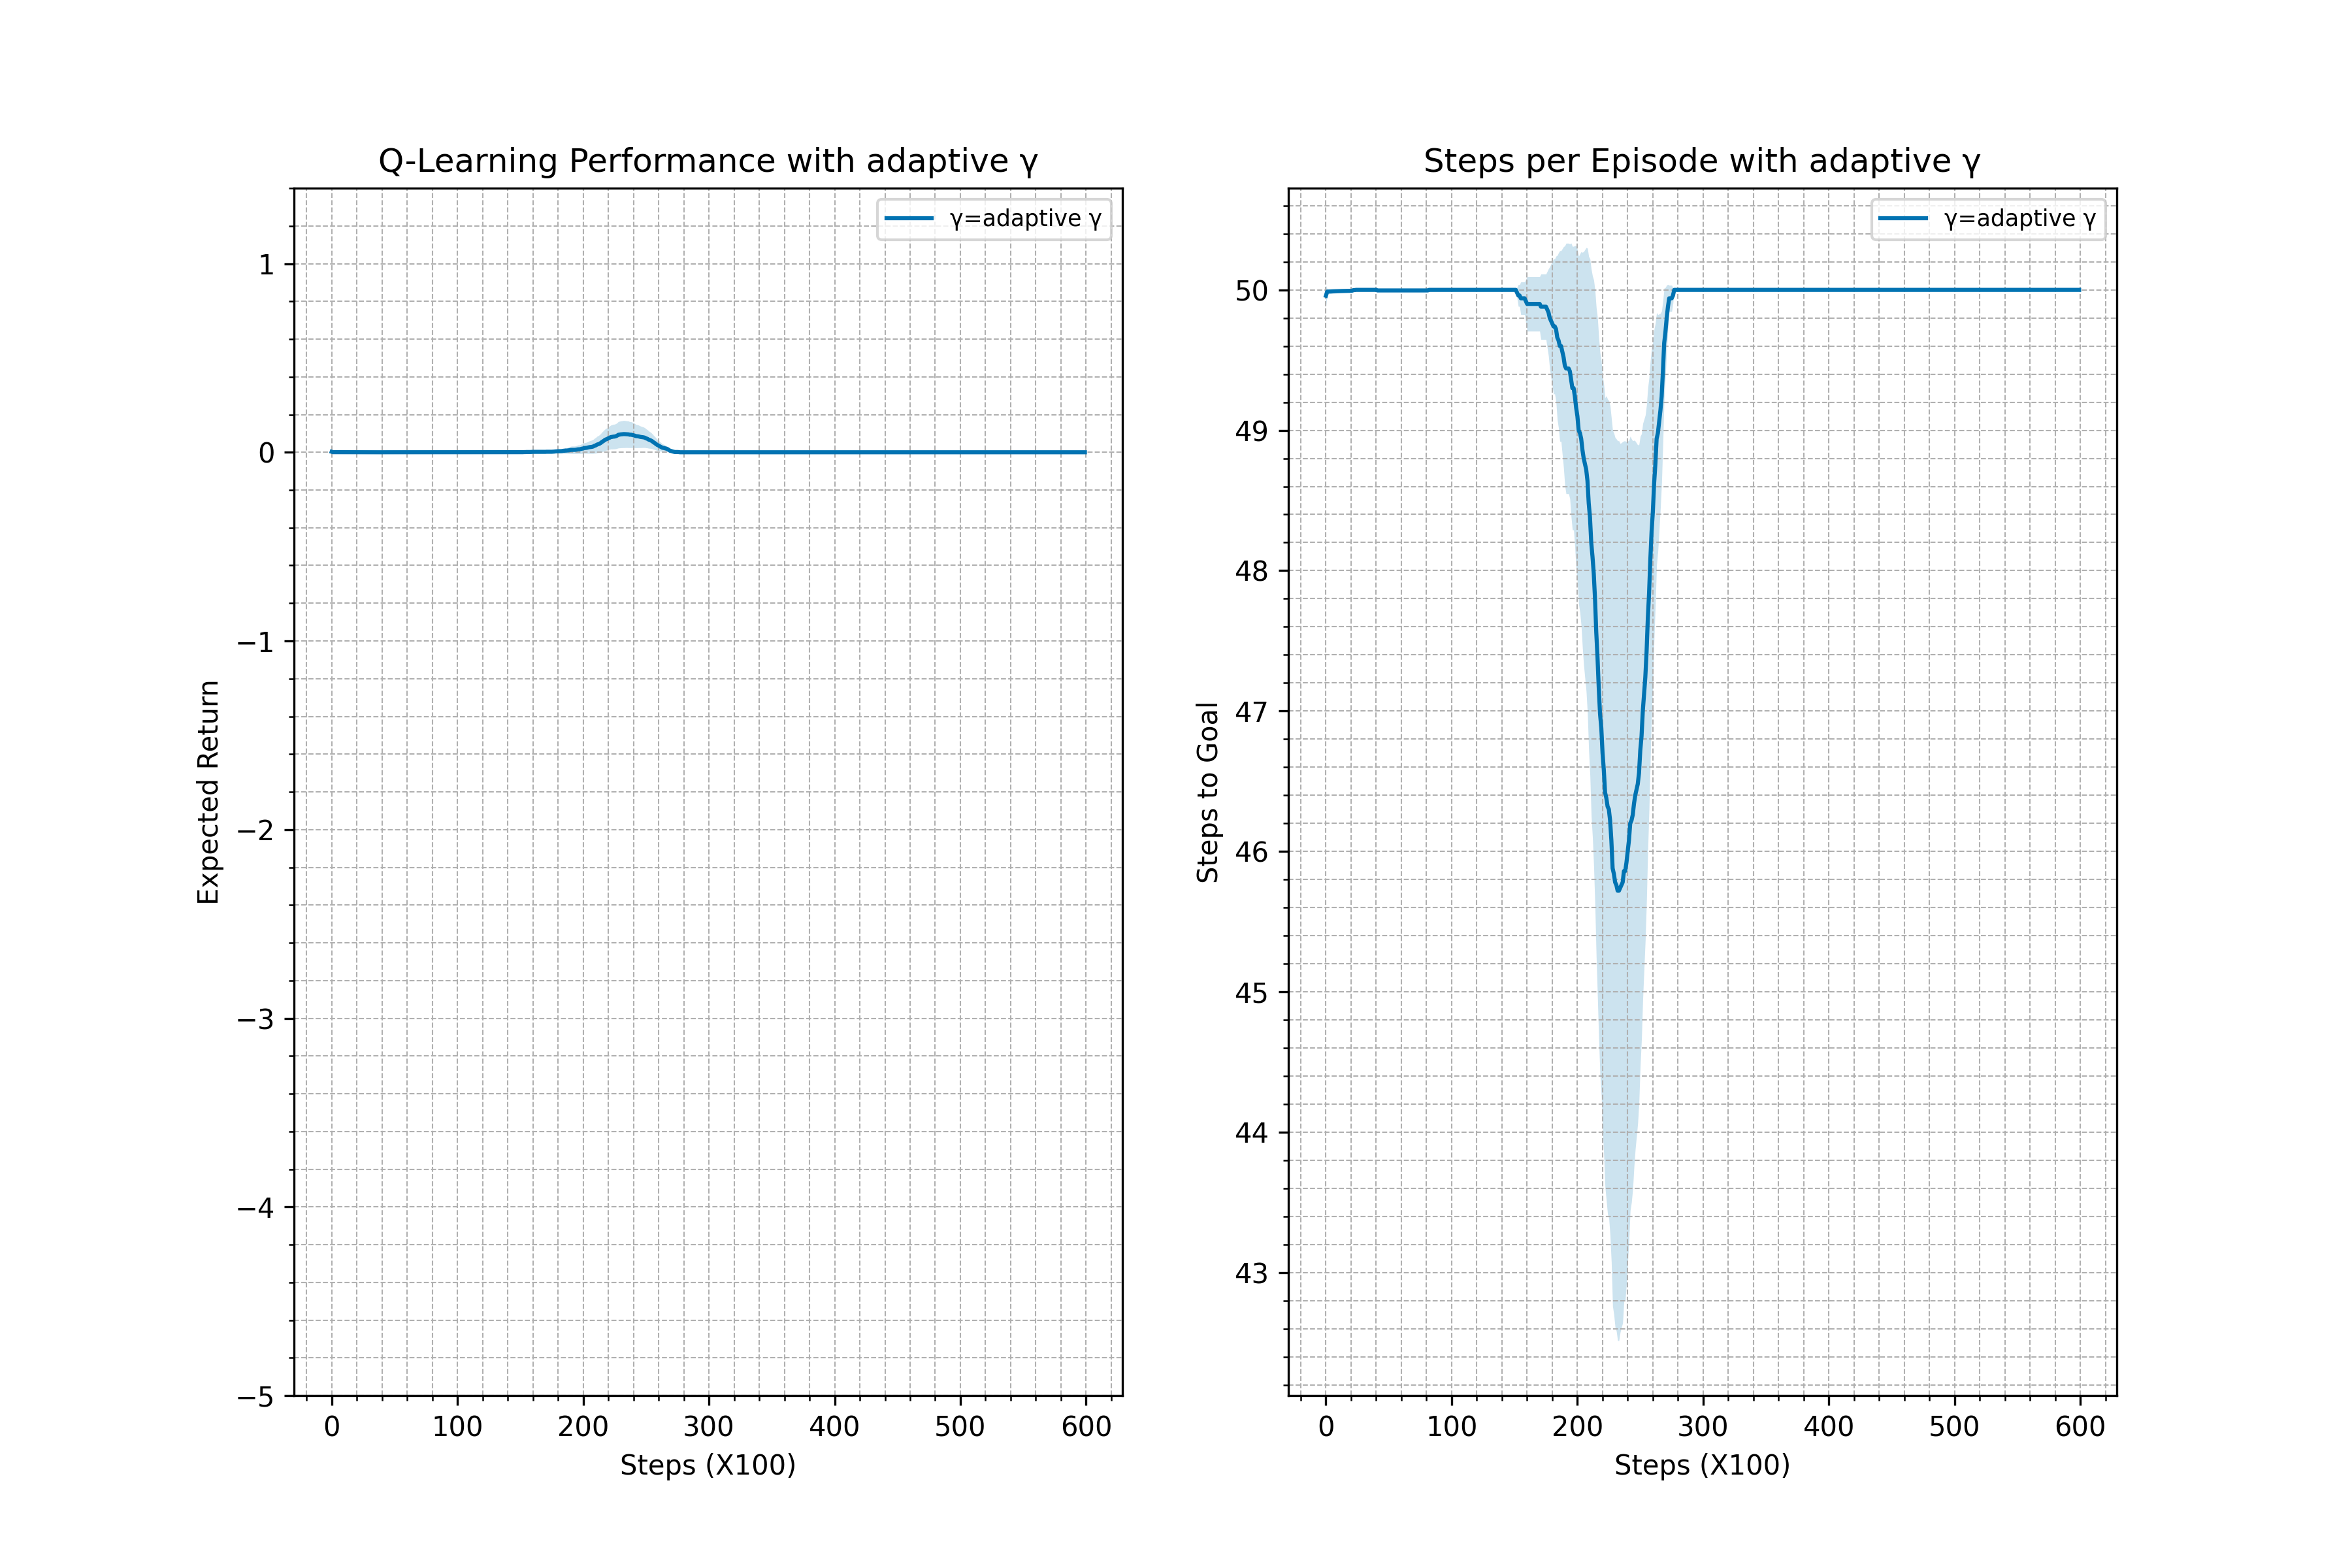 Q-Learning Performance with adaptive γ
γ=adaptive γ
1
0
−1
−2
−3
−4
−5
Expected Return
0 100 200 300 400 500 600
Steps (X100)
Steps per Episode with adaptive γ
γ=adaptive γ
50
49
48
47
46
45
44
43
Steps to Goal
0 100 200 300 400 500 600
Steps (X100)